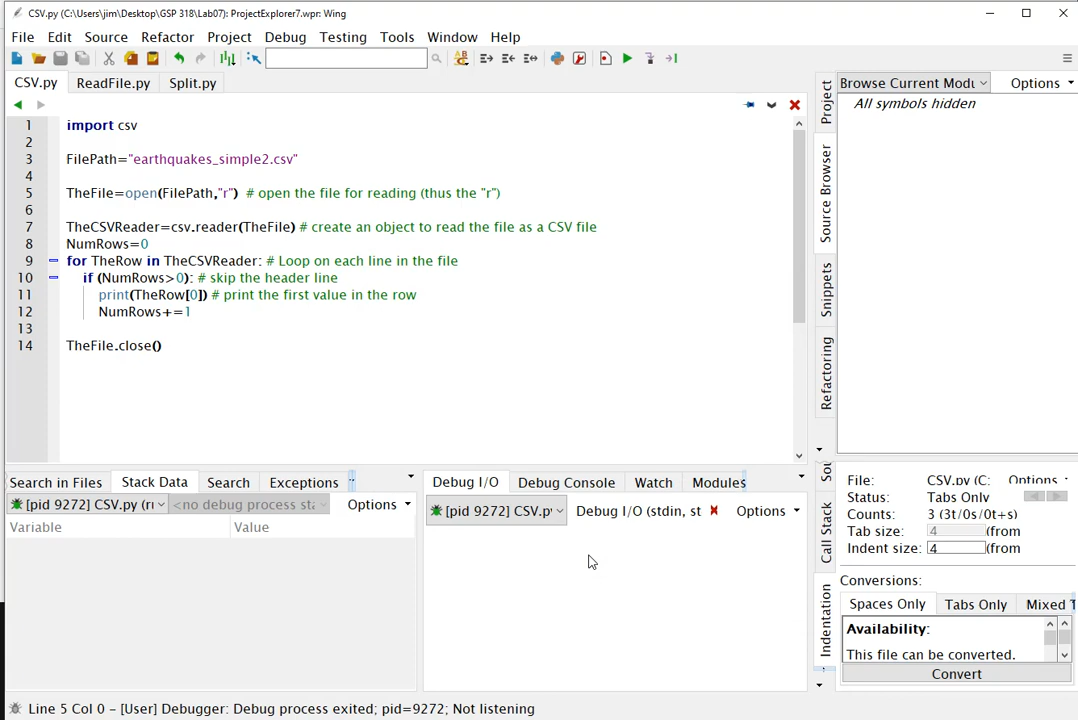 CSV.py (C:\Users\jim\Desktop\GSP 318\Lab07): ProjectExplorer7.wpr: Wing
File Edit Source Refactor Project Debug Testing Tools Window Help
CSV.py ReadFile.py Split.py
1 import csv
2
3 FilePath="earthquakes_simple2.csv"
4
5 TheFile=open(FilePath,"r") # open the file for reading (thus the "r")
6
7 TheCSVReader=csv.reader(TheFile) # create an object to read the file as a CSV file
8 NumRows=0
9 for TheRow in TheCSVReader: # Loop on each line in the file
10 if (NumRows>0): # skip the header line
11 print(TheRow[0]) # print the first value in the row
12 NumRows+=1
13
14 TheFile.close()
Project
Source Browser
Snippets
Refactoring
Browse Current Modu Options
All symbols hidden
Search in Files Stack Data Search Exceptions
[pid 9272] CSV.py (ru <no debug process sta Options
Variable Value
Debug I/O Debug Console Watch Modules
[pid 9272] CSV.p Debug I/O (stdin, st Options
Call Stack
Indentation
File: CSV.py (C: Options
Status: Tabs Only
Counts: 3 (3t/0s/0t+s)
Tab size: 4 (from
Indent size: 4 (from
Conversions:
Spaces Only Tabs Only Mixed T
Availability:
This file can be converted.
Convert
Line 5 Col 0 - [User] Debugger: Debug process exited; pid=9272; Not listening